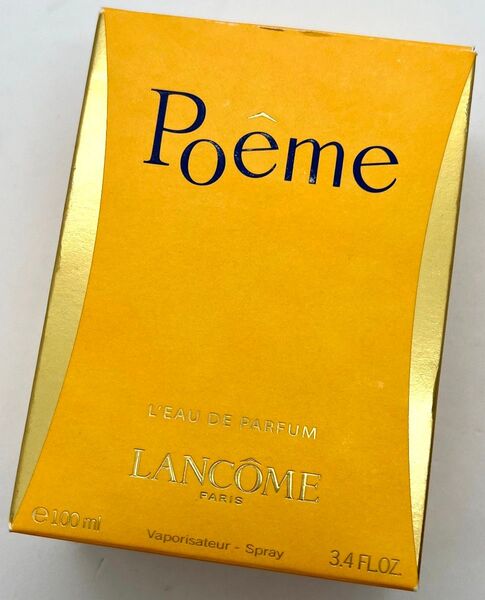 Poême
L'EAU DE PARFUM
LANCÔME
PARIS
℮100 ml
Vaporisateur - Spray
3.4 FL.OZ.